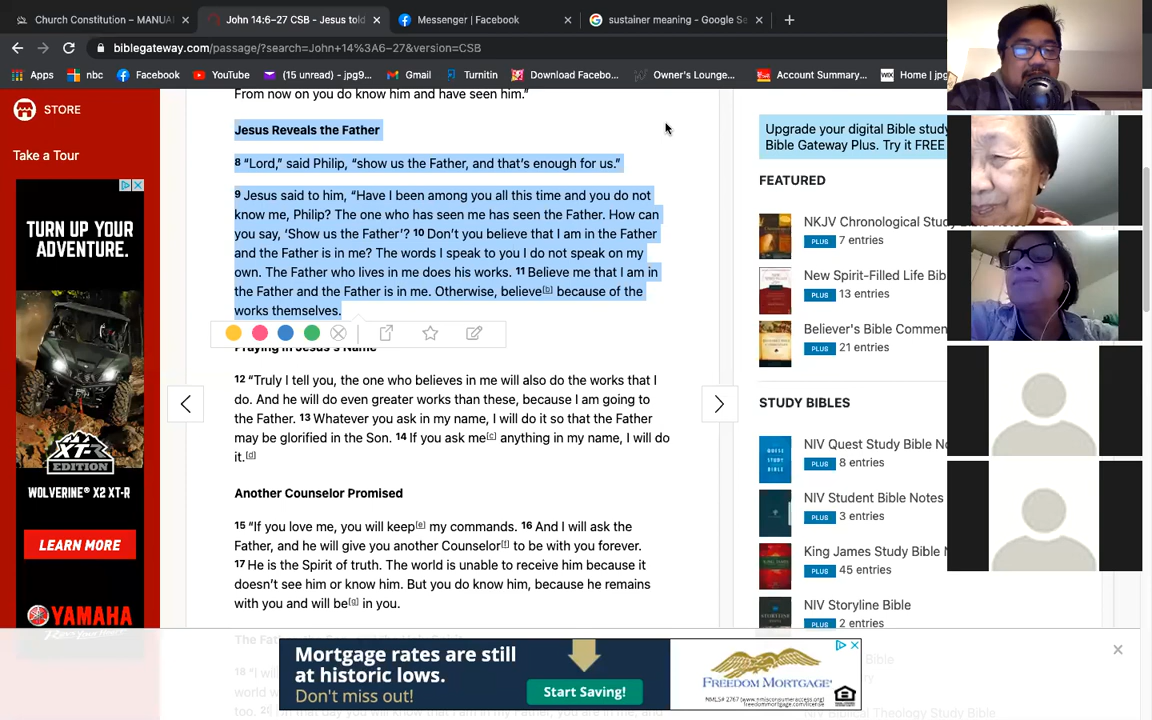 Church Constitution – MANUA
John 14:6–27 CSB - Jesus told
Messenger | Facebook
sustainer meaning - Google Se
biblegateway.com/passage/?search=John+14%3A6–27&version=CSB
Apps
nbc
Facebook
YouTube
(15 unread) - jpg9...
Gmail
Turnitin
Download Facebo...
Owner's Lounge...
Account Summary...
WIX
Home | jpg
STORE
Take a Tour
TURN UP YOUR
ADVENTURE.
XT-R
EDITION
WOLVERINE® X2 XT-R
LEARN MORE
YAMAHA
From now on you do know him and have seen him.”
Jesus Reveals the Father
8 “Lord,” said Philip, “show us the Father, and that’s enough for us.”
9 Jesus said to him, “Have I been among you all this time and you do not
know me, Philip? The one who has seen me has seen the Father. How can
you say, ‘Show us the Father’? 10 Don’t you believe that I am in the Father
and the Father is in me? The words I speak to you I do not speak on my
own. The Father who lives in me does his works. 11 Believe me that I am in
the Father and the Father is in me. Otherwise, believe[b] because of the
works themselves.
Praying in Jesus’s Name
12 “Truly I tell you, the one who believes in me will also do the works that I
do. And he will do even greater works than these, because I am going to
the Father. 13 Whatever you ask in my name, I will do it so that the Father
may be glorified in the Son. 14 If you ask me[c] anything in my name, I will do
it.[d]
Another Counselor Promised
15 “If you love me, you will keep[e] my commands. 16 And I will ask the
Father, and he will give you another Counselor[f] to be with you forever.
17 He is the Spirit of truth. The world is unable to receive him because it
doesn’t see him or know him. But you do know him, because he remains
with you and will be[g] in you.
Upgrade your digital Bible study
Bible Gateway Plus. Try it FREE
FEATURED
NKJV Chronological Study
PLUS 7 entries
New Spirit-Filled Life Bib
PLUS 13 entries
Believer's Bible Commen
PLUS 21 entries
STUDY BIBLES
NIV Quest Study Bible N
PLUS 8 entries
NIV Student Bible Notes
PLUS 3 entries
King James Study Bible N
PLUS 45 entries
NIV Storyline Bible
PLUS 2 entries
Mortgage rates are still
at historic lows.
Don't miss out!
Start Saving!
FREEDOM MORTGAGE®